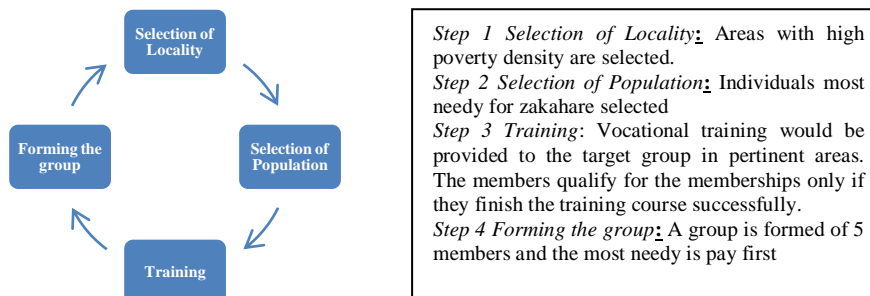 Selection of
Locality
Selection of
Population
Training
Forming the
group
Step 1 Selection of Locality: Areas with high
poverty density are selected.
Step 2 Selection of Population: Individuals most
needy for zakahare selected
Step 3 Training: Vocational training would be
provided to the target group in pertinent areas.
The members qualify for the memberships only if
they finish the training course successfully.
Step 4 Forming the group: A group is formed of 5
members and the most needy is pay first